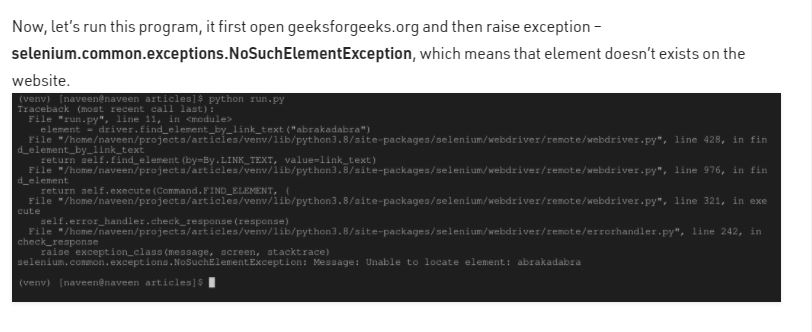 Now, let's run this program, it first open geeksforgeeks.org and then raise exception –
selenium.common.exceptions.NoSuchElementException, which means that element doesn't exists on the
website.
(venv) [naveen@naveen articles]$ python run.py
Traceback (most recent call last):
  File "run.py", line 11, in <module>
    element = driver.find_element_by_link_text("abrakadabra")
  File "/home/naveen/projects/articles/venv/lib/python3.8/site-packages/selenium/webdriver/remote/webdriver.py", line 428, in fin
d_element_by_link_text
    return self.find_element(by=By.LINK_TEXT, value=link_text)
  File "/home/naveen/projects/articles/venv/lib/python3.8/site-packages/selenium/webdriver/remote/webdriver.py", line 976, in fin
d_element
    return self.execute(Command.FIND_ELEMENT, {
  File "/home/naveen/projects/articles/venv/lib/python3.8/site-packages/selenium/webdriver/remote/webdriver.py", line 321, in exe
cute
    self.error_handler.check_response(response)
  File "/home/naveen/projects/articles/venv/lib/python3.8/site-packages/selenium/webdriver/remote/errorhandler.py", line 242, in
check_response
    raise exception_class(message, screen, stacktrace)
selenium.common.exceptions.NoSuchElementException: Message: Unable to locate element: abrakadabra
(venv) [naveen@naveen articles]$